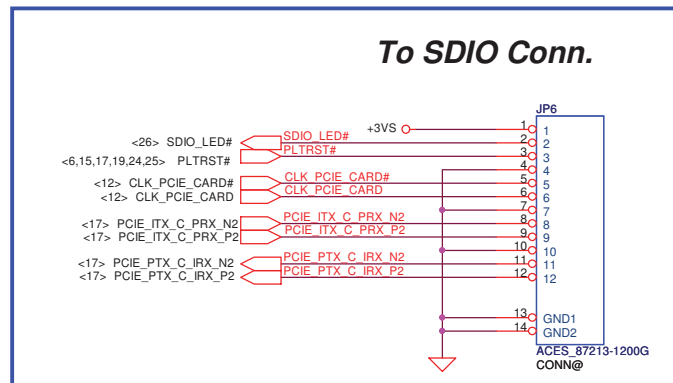 To SDIO Conn.
JP6
+3VS 1 1
<26> SDIO_LED# SDIO_LED# 2 2
<6,15,17,19,24,25> PLTRST# PLTRST# 3 3
4 4
<12> CLK_PCIE_CARD# CLK_PCIE_CARD# 5 5
<12> CLK_PCIE_CARD CLK_PCIE_CARD 6 6
7 7
<17> PCIE_ITX_C_PRX_N2 PCIE_ITX_C_PRX_N2 8 8
<17> PCIE_ITX_C_PRX_P2 PCIE_ITX_C_PRX_P2 9 9
10 10
<17> PCIE_PTX_C_IRX_N2 PCIE_PTX_C_IRX_N2 11 11
<17> PCIE_PTX_C_IRX_P2 PCIE_PTX_C_IRX_P2 12 12
13 GND1
14 GND2
ACES_87213-1200G
CONN@